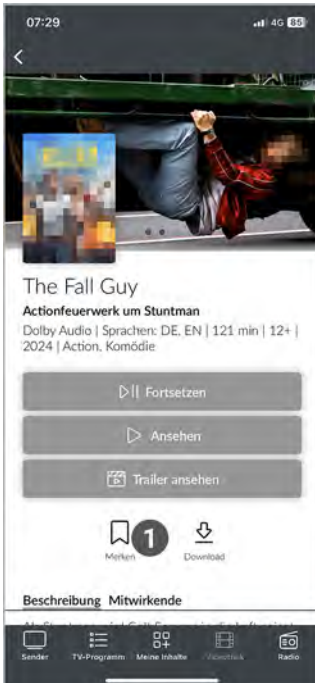 07:29
4G 85
The Fall Guy
Actionfeuerwerk um Stuntman
Dolby Audio | Sprachen: DE, EN | 121 min | 12+ |
2024 | Action, Komödie
Fortsetzen
Ansehen
Trailer ansehen
1
Merken Download
Beschreibung Mitwirkende
Sender TV-Programm Meine Inhalte Videothek Radio